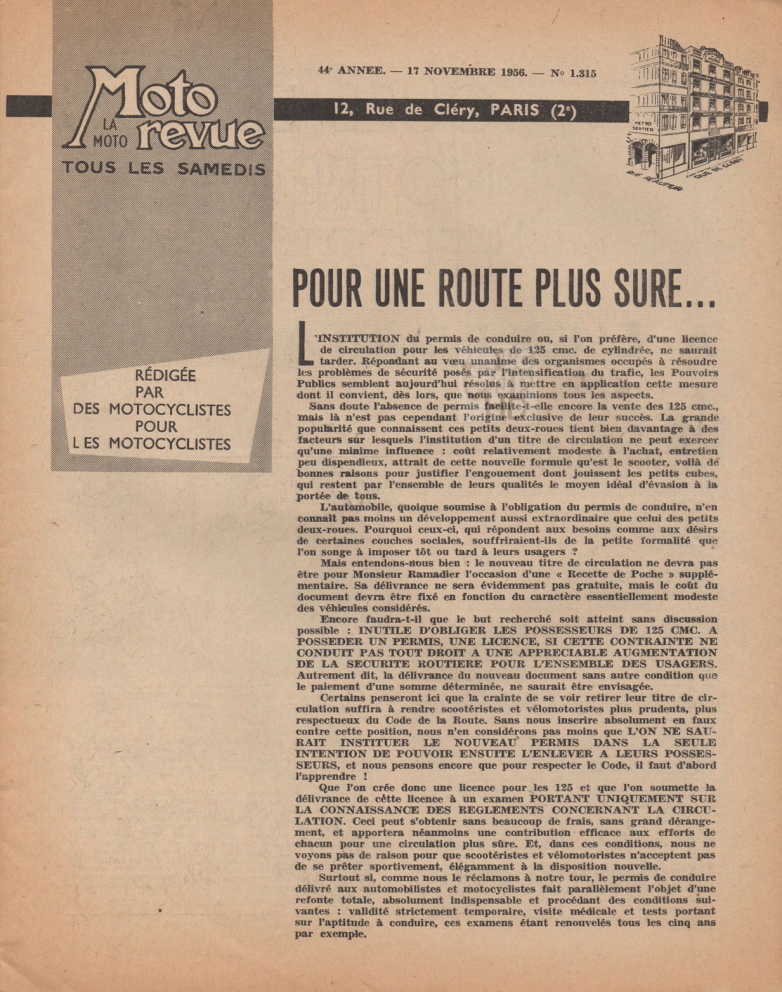 44e ANNEE. — 17 NOVEMBRE 1956. — No 1.315
Moto
LA
MOTO
revue
TOUS LES SAMEDIS
12, Rue de Cléry, PARIS (2e)
METRO
SENTIER
RUE DE CLERY
RÉDIGÉE
PAR
DES MOTOCYCLISTES
POUR
LES MOTOCYCLISTES
POUR UNE ROUTE PLUS SURE...
L'INSTITUTION du permis de conduire ou, si l'on préfère, d'une licence
de circulation pour les véhicules de 125 cmc. de cylindrée, ne saurait
tarder. Répondant au vœu unanime des organismes occupés à résoudre
les problèmes de sécurité posés par l'intensification du trafic, les Pouvoirs
Publics semblent aujourd'hui résolus à mettre en application cette mesure
dont il convient, dès lors, que nous examinions tous les aspects.
Sans doute l'absence de permis facilite-t-elle encore la vente des 125 cmc.,
mais là n'est pas cependant l'origine exclusive de leur succès. La grande
popularité que connaissent ces petits deux-roues tient bien davantage à des
facteurs sur lesquels l'institution d'un titre de circulation ne peut exercer
qu'une minime influence : coût relativement modeste à l'achat, entretien
peu dispendieux, attrait de cette nouvelle formule qu'est le scooter, voilà de
bonnes raisons pour justifier l'engouement dont jouissent les petits cubes,
qui restent par l'ensemble de leurs qualités le moyen idéal d'évasion à la
portée de tous.
L'automobile, quoique soumise à l'obligation du permis de conduire, n'en
connaît pas moins un développement aussi extraordinaire que celui des petits
deux-roues. Pourquoi ceux-ci, qui répondent aux besoins comme aux désirs
de certaines couches sociales, souffriraient-ils de la petite formalité que
l'on songe à imposer tôt ou tard à leurs usagers ?
Mais entendons-nous bien : le nouveau titre de circulation ne devra pas
être pour Monsieur Ramadier l'occasion d'une « Recette de Poche » supplé-
mentaire. Sa délivrance ne sera évidemment pas gratuite, mais le coût du
document devra être fixé en fonction du caractère essentiellement modeste
des véhicules considérés.
Encore faudra-t-il que le but recherché soit atteint sans discussion
possible : INUTILE D'OBLIGER LES POSSESSEURS DE 125 CMC. A
POSSEDER UN PERMIS, UNE LICENCE, SI CETTE CONTRAINTE NE
CONDUIT PAS TOUT DROIT A UNE APPRECIABLE AUGMENTATION
DE LA SECURITE ROUTIERE POUR L'ENSEMBLE DES USAGERS.
Autrement dit, la délivrance du nouveau document sans autre condition que
le paiement d'une somme déterminée, ne saurait être envisagée.
Certains penseront ici que la crainte de se voir retirer leur titre de cir-
culation suffira à rendre scootéristes et vélomotoristes plus prudents, plus
respectueux du Code de la Route. Sans nous inscrire absolument en faux
contre cette position, nous n'en considérons pas moins que L'ON NE SAU-
RAIT INSTITUER LE NOUVEAU PERMIS DANS LA SEULE
INTENTION DE POUVOIR ENSUITE L'ENLEVER A LEURS POSSES-
SEURS, et nous pensons encore que pour respecter le Code, il faut d'abord
l'apprendre !
Que l'on crée donc une licence pour les 125 et que l'on soumette la
délivrance de cette licence à un examen PORTANT UNIQUEMENT SUR
LA CONNAISSANCE DES REGLEMENTS CONCERNANT LA CIRCU-
LATION. Ceci peut s'obtenir sans beaucoup de frais, sans grand dérange-
ment, et apportera néanmoins une contribution efficace aux efforts de
chacun pour une circulation plus sûre. Et, dans ces conditions, nous ne
voyons pas de raison pour que scootéristes et vélomotoristes n'acceptent pas
de se prêter sportivement, élégamment à la disposition nouvelle.
Surtout si, comme nous le réclamons à notre tour, le permis de conduire
délivré aux automobilistes et motocyclistes fait parallèlement l'objet d'une
refonte totale, absolument indispensable et procédant des conditions sui-
vantes : validité strictement temporaire, visite médicale et tests portant
sur l'aptitude à conduire, ces examens étant renouvelés tous les cinq ans
par exemple.